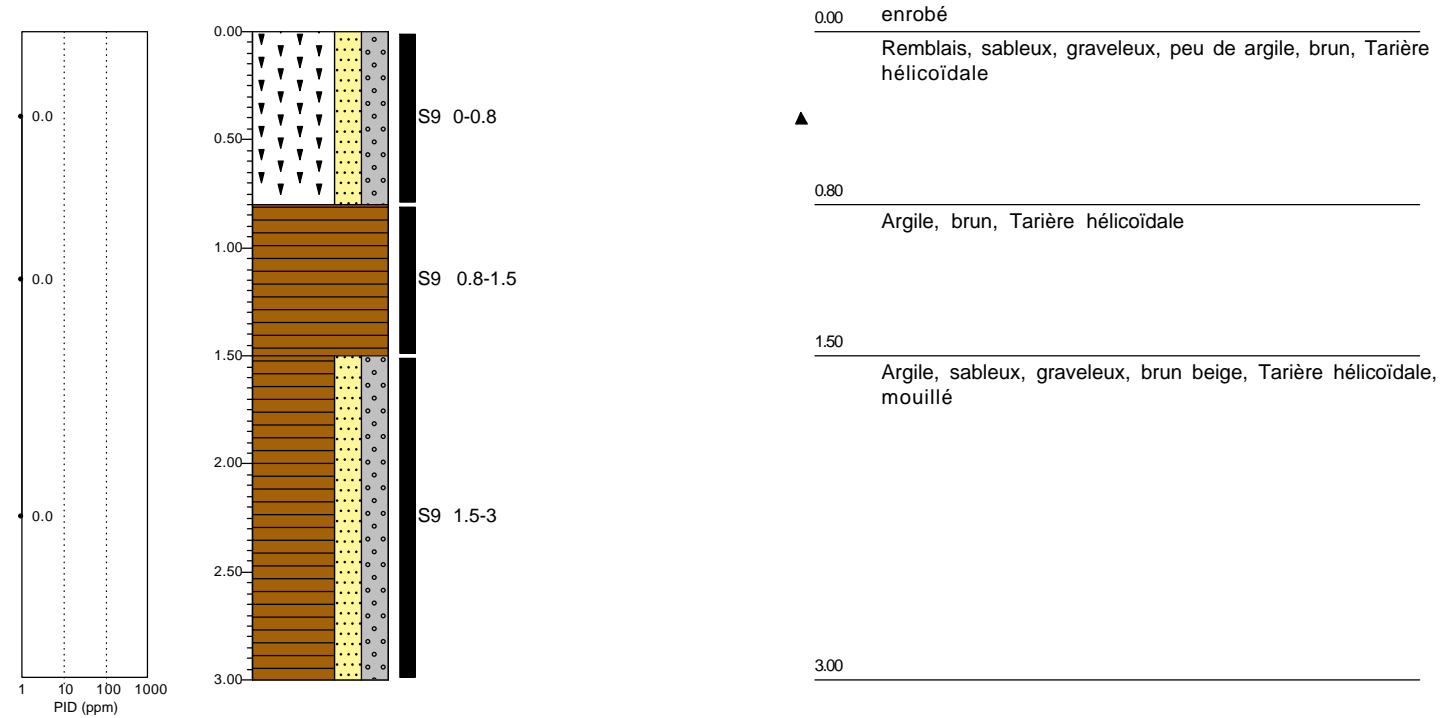 0.00 enrobé
0.00
Remblais, sableux, graveleux, peu de argile, brun, Tarière
hélicoïdale
0.0
S9 0-0.8
0.50
0.80
Argile, brun, Tarière hélicoïdale
1.00
0.0
S9 0.8-1.5
1.50
1.50
Argile, sableux, graveleux, brun beige, Tarière hélicoïdale,
mouillé
2.00
0.0
S9 1.5-3
2.50
3.00
3.00
1 10 100 1000
PID (ppm)